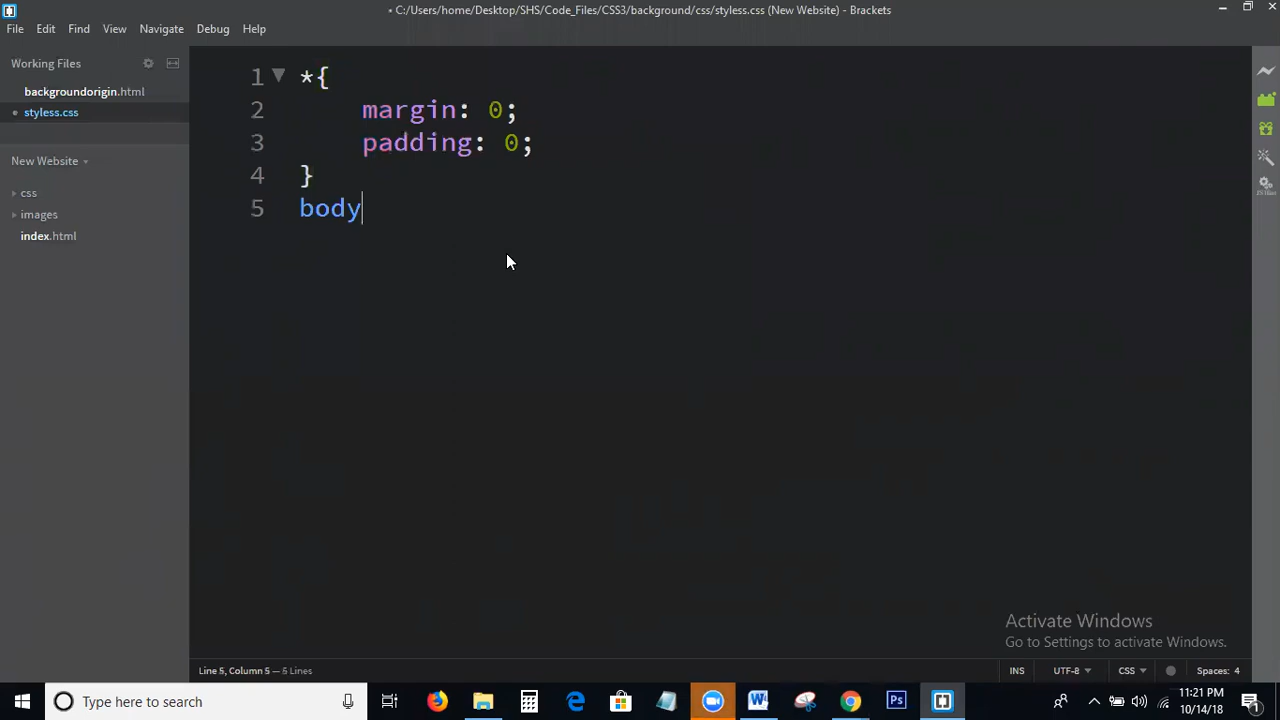 • C:/Users/home/Desktop/SHS/Code_Files/CSS3/background/css/styless.css (New Website) - Brackets
File Edit Find View Navigate Debug Help
Working Files
backgroundorigin.html
styless.css
New Website
css
images
index.html
1 *{
2 margin: 0;
3 padding: 0;
4 }
5 body
Activate Windows
Go to Settings to activate Windows.
Line 5, Column 5 — 5 Lines
INS UTF-8 CSS Spaces: 4
Type here to search
W
Ps
11:21 PM
10/14/18
1